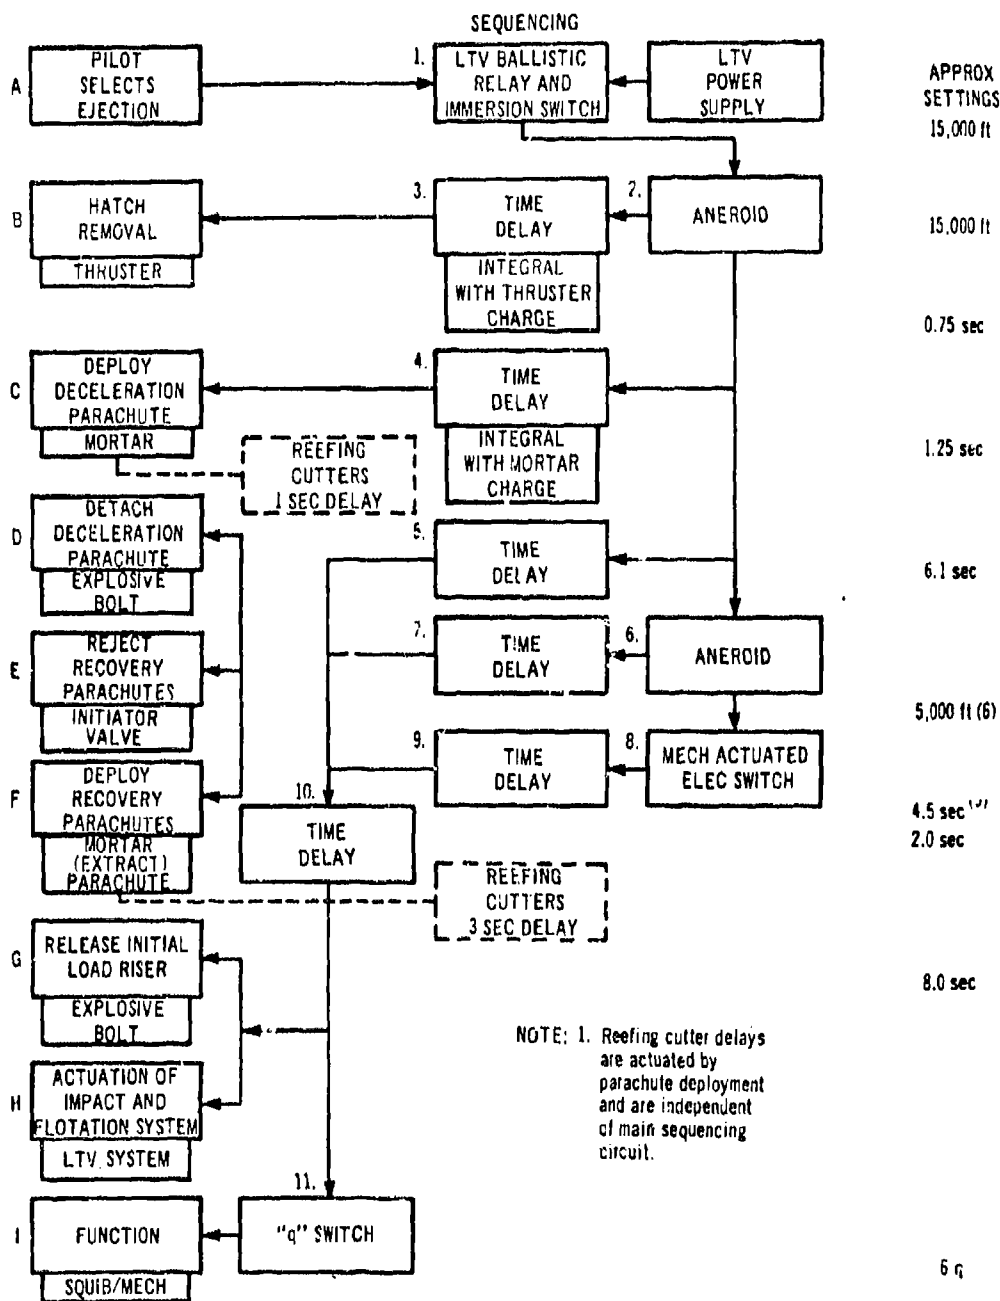 SEQUENCING
A
PILOT
SELECTS
EJECTION
1.
LTV BALLISTIC
RELAY AND
IMMERSION SWITCH
LTV
POWER
SUPPLY
APPROX
SETTINGS
15,000 ft
B
HATCH
REMOVAL
THRUSTER
3.
TIME
DELAY
INTEGRAL
WITH THRUSTER
CHARGE
2.
ANEROID
15,000 ft
0.75 sec
C
DEPLOY
DECELERATION
PARACHUTE
MORTAR
4.
TIME
DELAY
INTEGRAL
WITH MORTAR
CHARGE
1.25 sec
REEFING
CUTTERS
1 SEC DELAY
D
DETACH
DECELERATION
PARACHUTE
EXPLOSIVE
BOLT
5.
TIME
DELAY
6.1 sec
E
REJECT
RECOVERY
PARACHUTES
INITIATOR
VALVE
7.
TIME
DELAY
6.
ANEROID
5,000 ft (6)
F
DEPLOY
RECOVERY
PARACHUTES
MORTAR
(EXTRACT)
PARACHUTE
9.
TIME
DELAY
8.
MECH ACTUATED
ELEC SWITCH
4.5 sec
2.0 sec
10.
TIME
DELAY
REEFING
CUTTERS
3 SEC DELAY
G
RELEASE INITIAL
LOAD RISER
EXPLOSIVE
BOLT
8.0 sec
H
ACTUATION OF
IMPACT AND
FLOTATION SYSTEM
LTV SYSTEM
NOTE: 1. Reefing cutter delays
are actuated by
parachute deployment
and are independent
of main sequencing
circuit.
I
FUNCTION
SQUIB/MECH
11.
"q" SWITCH
6 q